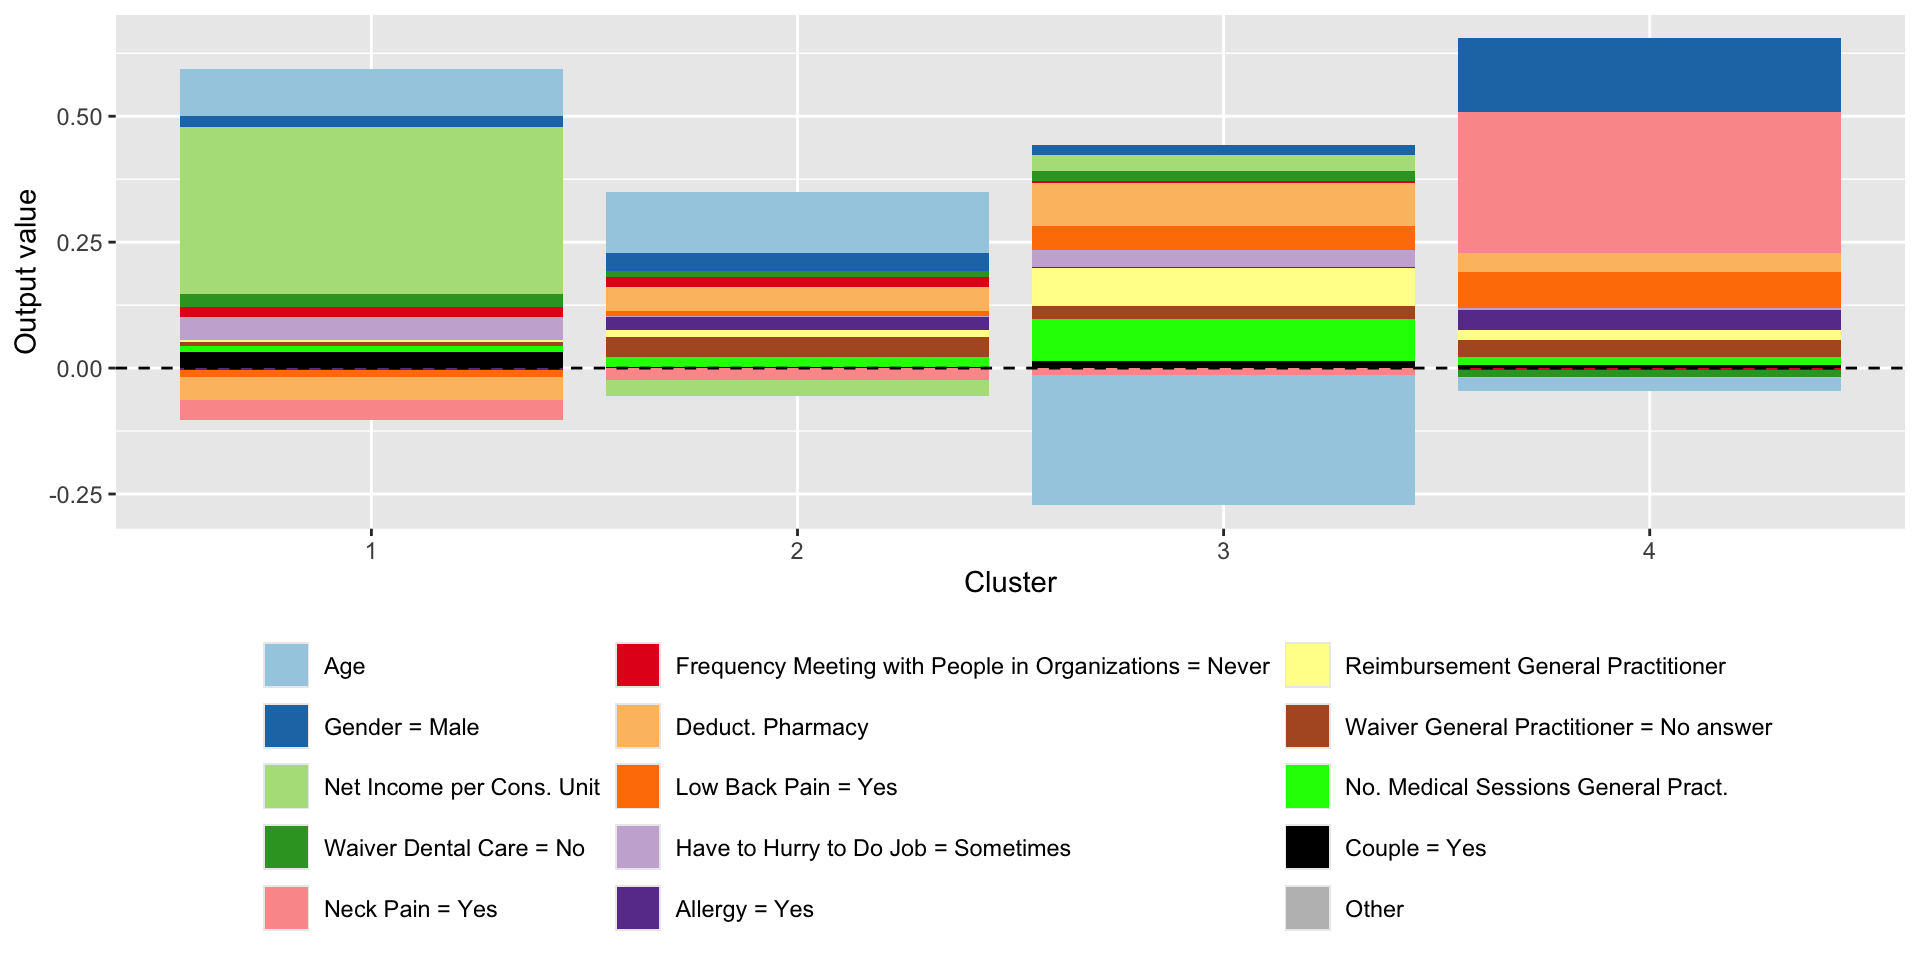 Output value
0.50
0.25
0.00
-0.25
1 2 3 4
Cluster
Age
Gender = Male
Net Income per Cons. Unit
Waiver Dental Care = No
Neck Pain = Yes
Frequency Meeting with People in Organizations = Never
Deduct. Pharmacy
Low Back Pain = Yes
Have to Hurry to Do Job = Sometimes
Allergy = Yes
Reimbursement General Practitioner
Waiver General Practitioner = No answer
No. Medical Sessions General Pract.
Couple = Yes
Other